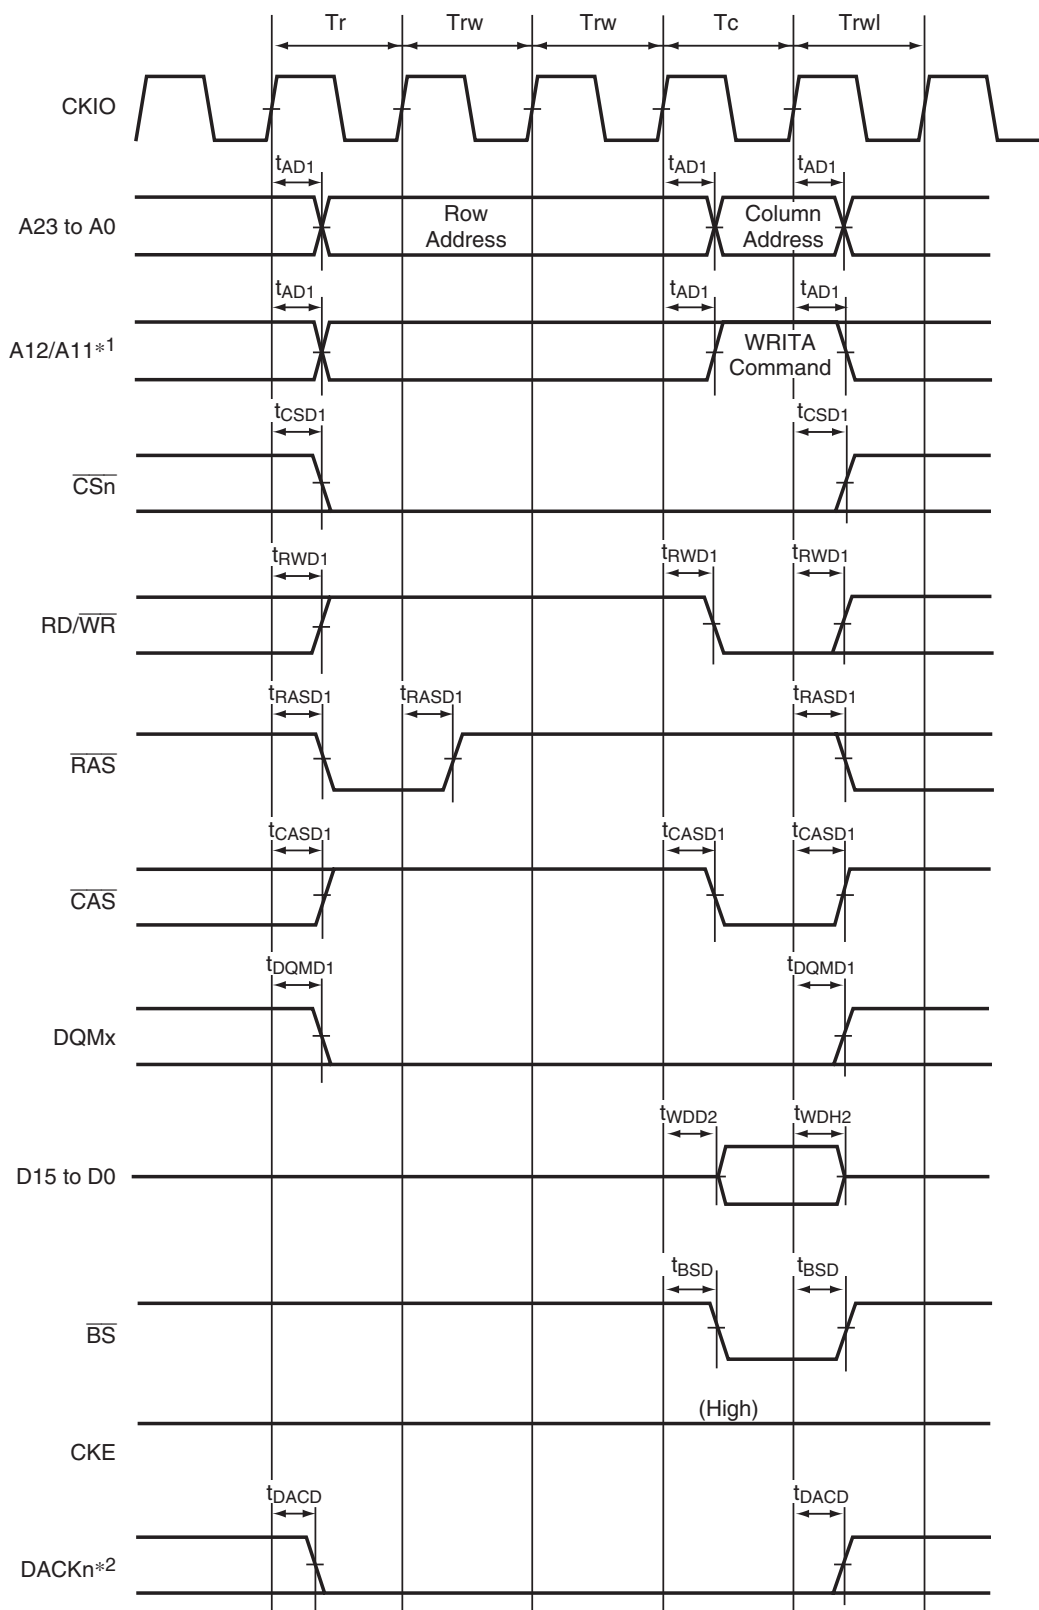 Tr Trw Trw Tc Trwl
CKIO
tAD1 tAD1 tAD1
A23 to A0
Row Address
Column Address
tAD1 tAD1 tAD1
A12/A11*1
WRITA Command
tCSD1 tCSD1
CSn
tRWD1 tRWD1 tRWD1
RD/WR
tRASD1 tRASD1 tRASD1
RAS
tCASD1 tCASD1 tCASD1
CAS
tDQMD1 tDQMD1
DQMx
tWDD2 tWDH2
D15 to D0
tBSD tBSD
BS
(High)
CKE
tDACD tDACD
DACKn*2